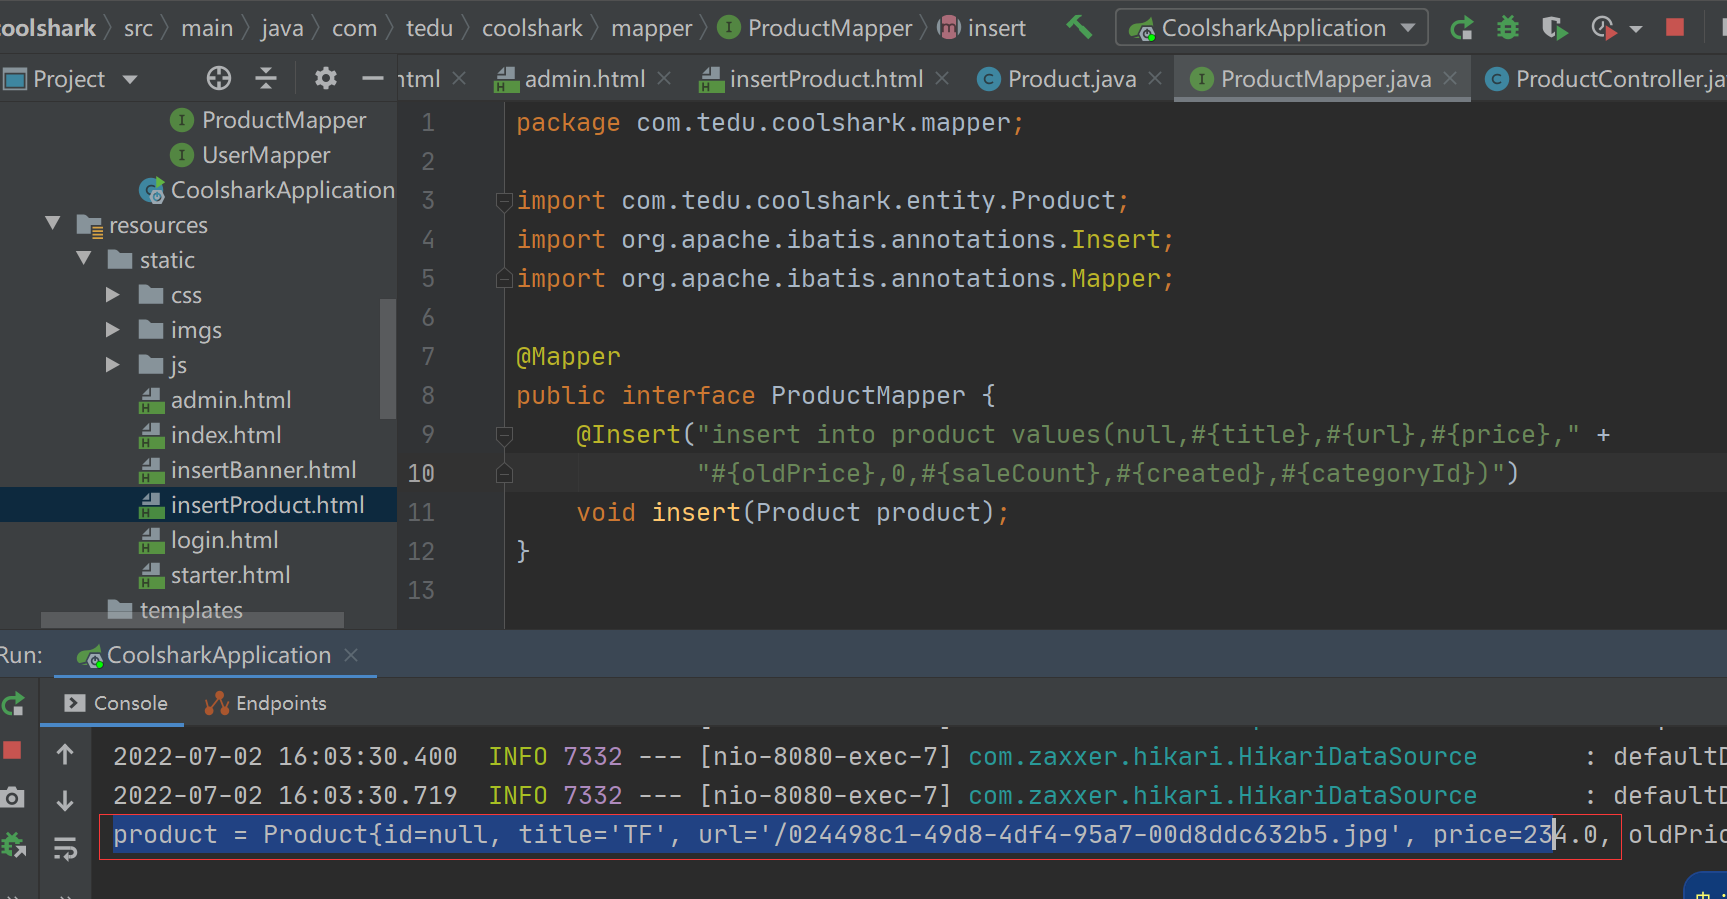 coolshark src main java com tedu coolshark mapper ProductMapper insert CoolsharkApplication
Project
html admin.html insertProduct.html Product.java ProductMapper.java ProductController.ja
ProductMapper
UserMapper
CoolsharkApplication
resources
static
css
imgs
js
admin.html
index.html
insertBanner.html
insertProduct.html
login.html
starter.html
templates
1 package com.tedu.coolshark.mapper;
2
3 import com.tedu.coolshark.entity.Product;
4 import org.apache.ibatis.annotations.Insert;
5 import org.apache.ibatis.annotations.Mapper;
6
7 @Mapper
8 public interface ProductMapper {
9 @Insert("insert into product values(null,#{title},#{url},#{price}," +
10 "#{oldPrice},0,#{saleCount},#{created},#{categoryId})")
11 void insert(Product product);
12 }
13
Run: CoolsharkApplication
Console Endpoints
2022-07-02 16:03:30.400 INFO 7332 --- [nio-8080-exec-7] com.zaxxer.hikari.HikariDataSource : defaultD
2022-07-02 16:03:30.719 INFO 7332 --- [nio-8080-exec-7] com.zaxxer.hikari.HikariDataSource : defaultD
product = Product{id=null, title='TF', url='/024498c1-49d8-4df4-95a7-00d8ddc632b5.jpg', price=234.0, oldPric